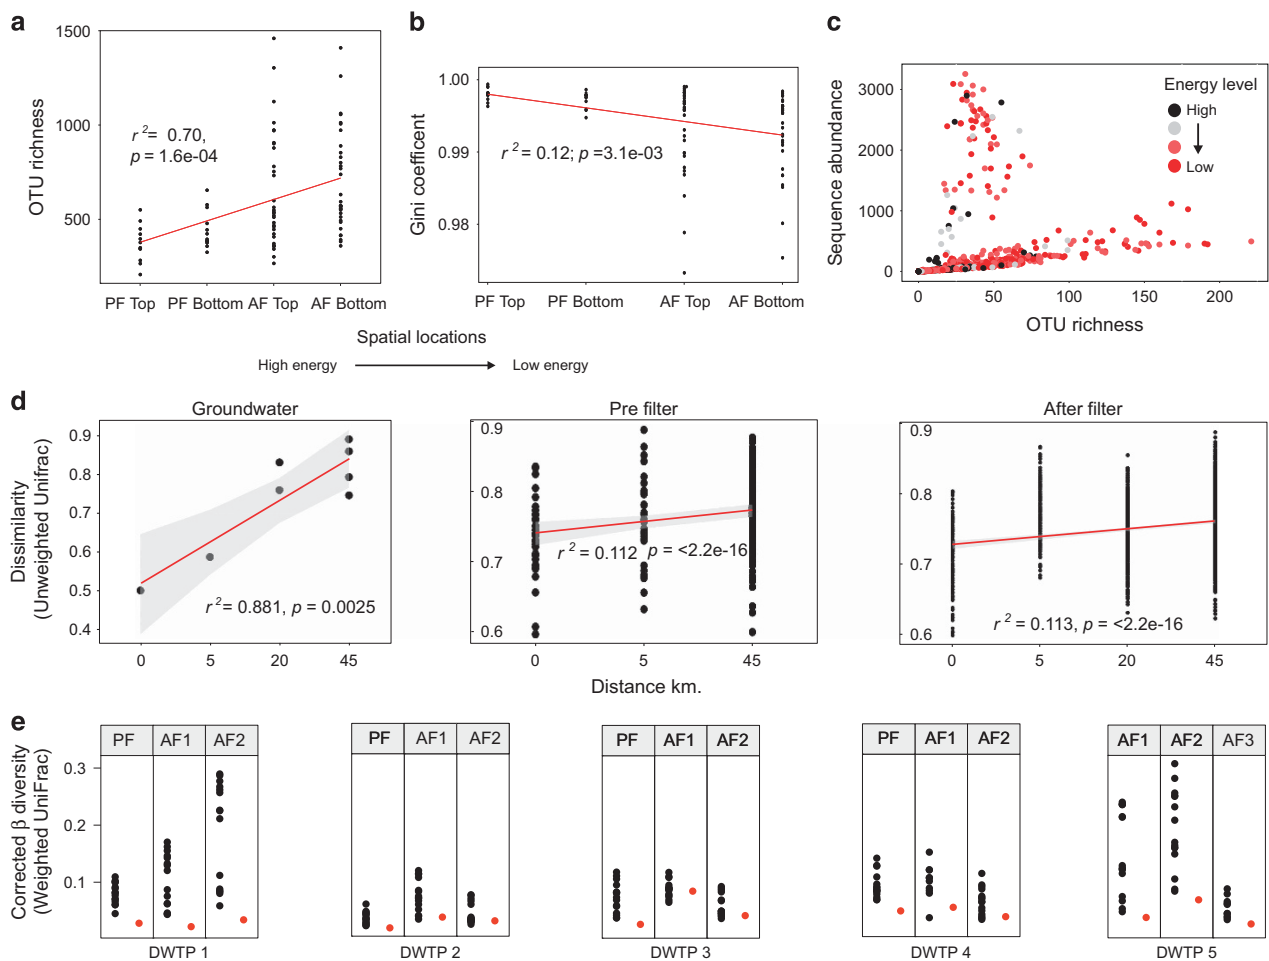 a
1500
1000
500
OTU richness
r²= 0.70,
p = 1.6e-04
PF Top PF Bottom AF Top AF Bottom
b
1.00
0.99
0.98
Gini coefficent
r² = 0.12; p =3.1e-03
PF Top PF Bottom AF Top AF Bottom
Spatial locations
High energy Low energy
c
3000
2000
1000
0
Sequence abundance
Energy level
High
Low
0 50 100 150 200
OTU richness
d
Dissimilarity
(Unweighted Unifrac)
Groundwater
0.9
0.8
0.7
0.6
0.5
0.4
r²= 0.881, p = 0.0025
0 5 20 45
Pre filter
0.9
0.8
0.7
0.6
r² = 0.112 p = <2.2e-16
0 5 45
Distance km.
After filter
0.9
0.8
0.7
0.6
r² = 0.113, p = <2.2e-16
0 5 20 45
e
Corrected β diversity
(Weighted UniFrac)
0.3
0.2
0.1
PF AF1 AF2
DWTP 1
PF AF1 AF2
DWTP 2
PF AF1 AF2
DWTP 3
PF AF1 AF2
DWTP 4
AF1 AF2 AF3
DWTP 5